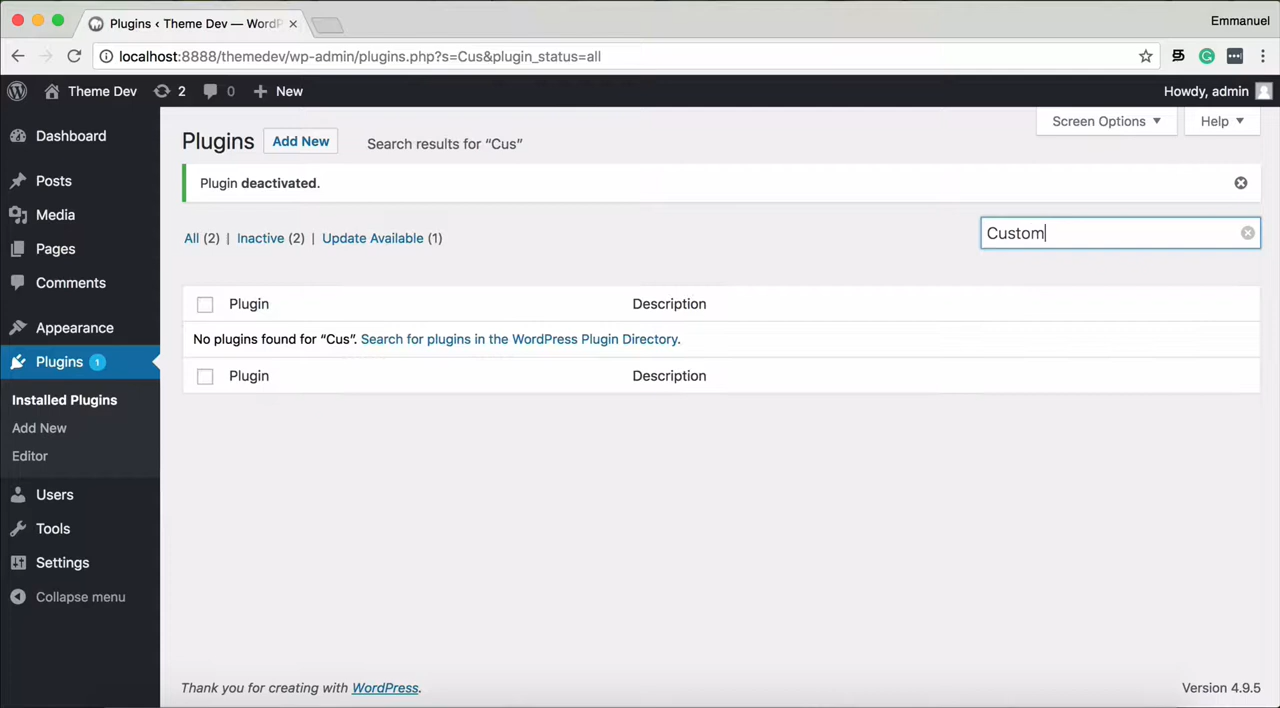 Plugins ‹ Theme Dev — WordP
Emmanuel
localhost:8888/themedev/wp-admin/plugins.php?s=Cus&plugin_status=all
Theme Dev 2 0 New Howdy, admin
Screen Options Help
Dashboard
Posts
Media
Pages
Comments
Appearance
Plugins 1
Installed Plugins
Add New
Editor
Users
Tools
Settings
Collapse menu
Plugins Add New Search results for “Cus”
Plugin deactivated.
All (2) | Inactive (2) | Update Available (1)
Custom
Plugin Description
No plugins found for “Cus”. Search for plugins in the WordPress Plugin Directory.
Plugin Description
Thank you for creating with WordPress. Version 4.9.5